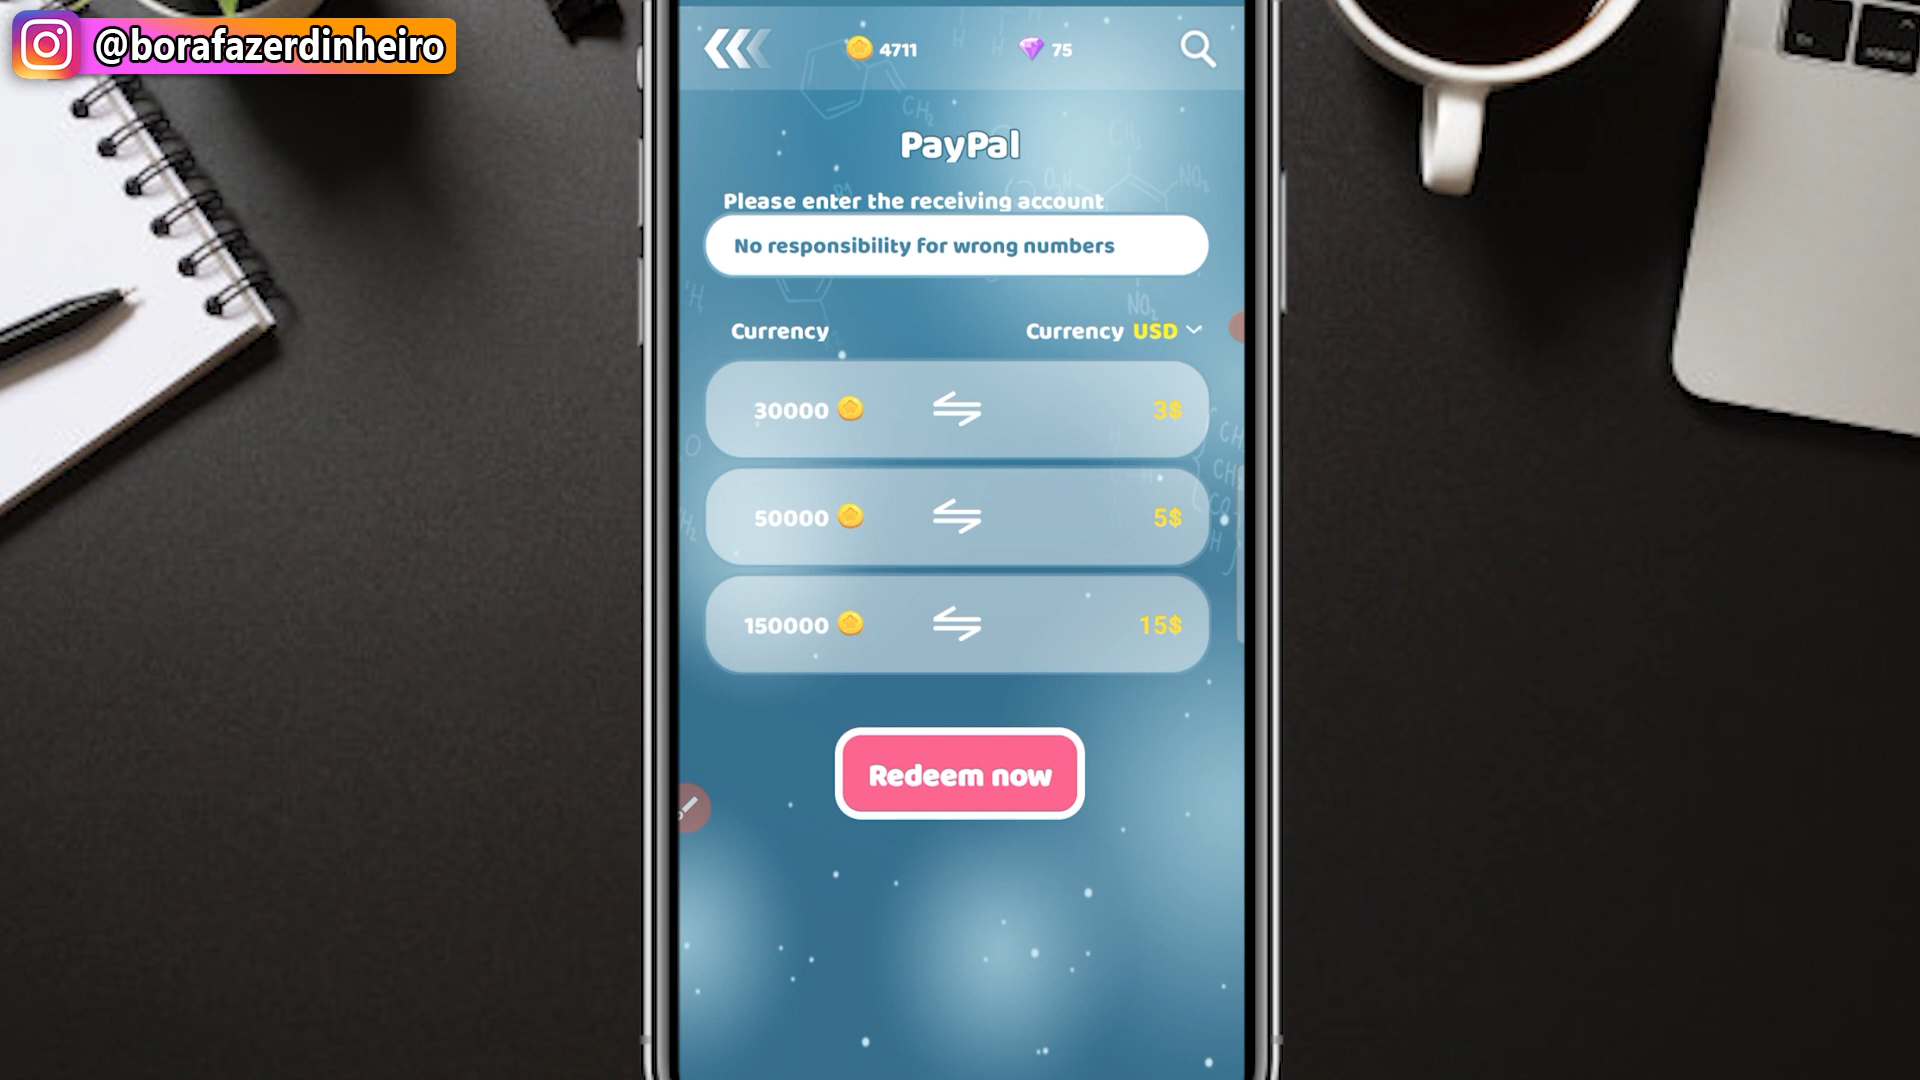 @borafazerdinheiro
4711
75
PayPal
Please enter the receiving account
No responsibility for wrong numbers
Currency
Currency USD
30000
3$
50000
5$
150000
15$
Redeem now